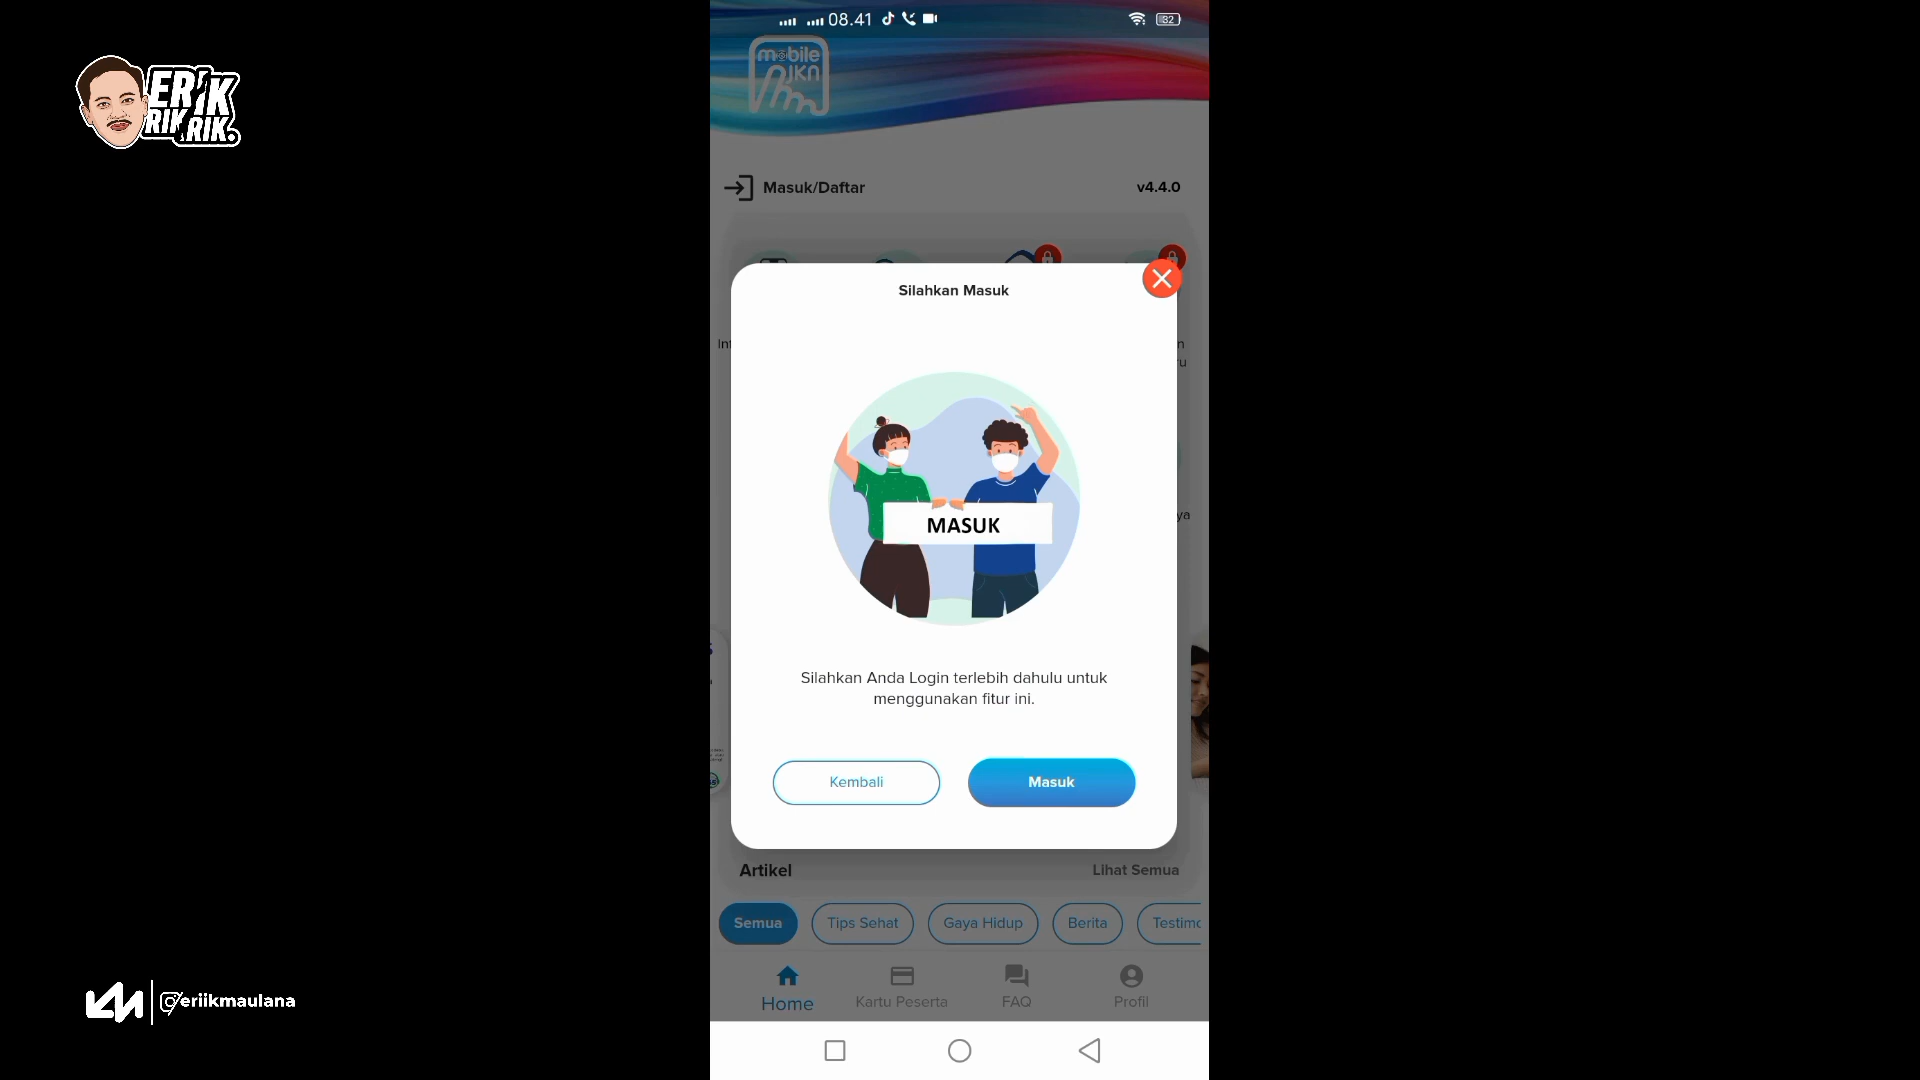 08.41
32
ERIK
RIK RIK.
mobile
JKN
Masuk/Daftar
v4.4.0
Silahkan Masuk
MASUK
Silahkan Anda Login terlebih dahulu untuk
menggunakan fitur ini.
Kembali
Masuk
Artikel
Lihat Semua
Semua
Tips Sehat
Gaya Hidup
Berita
Testimo
Home
Kartu Peserta
FAQ
Profil
@eriikmaulana